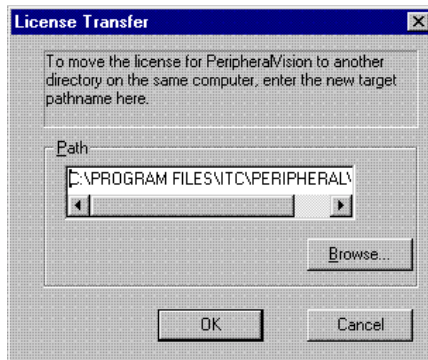 License Transfer
To move the license for PeripheralVision to another
directory on the same computer, enter the new target
pathname here.
Path
C:\PROGRAM FILES\ITC\PERIPHERAL\
Browse...
OK
Cancel